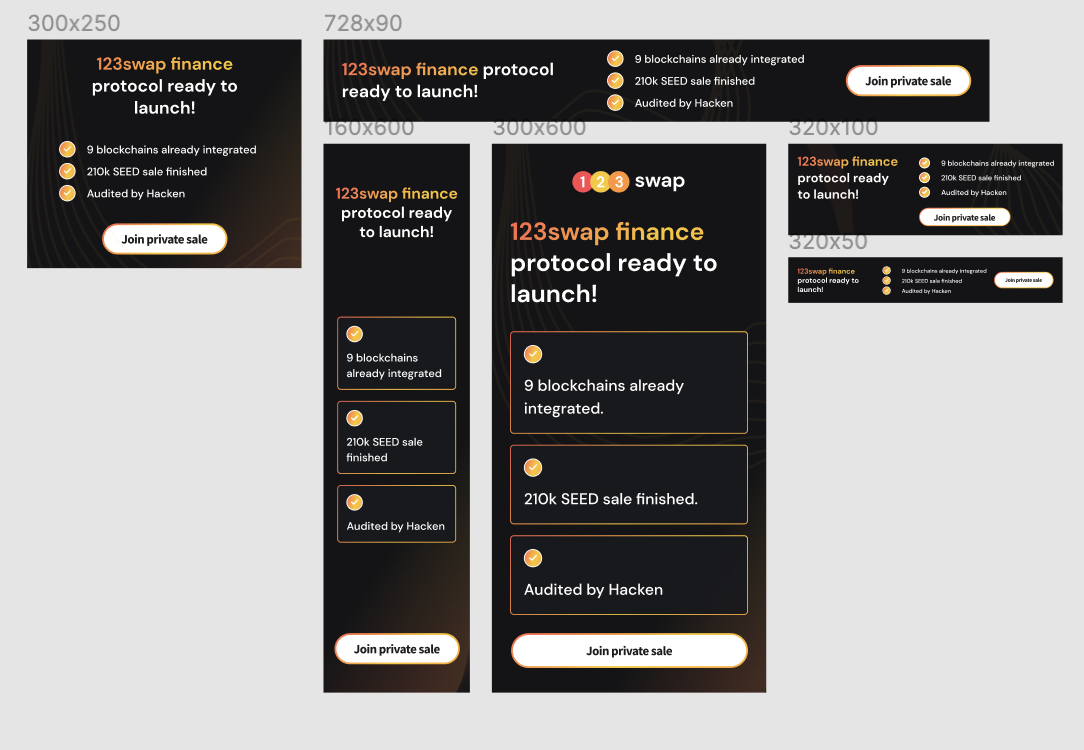 300x250
123swap finance
protocol ready to
launch!
9 blockchains already integrated
210k SEED sale finished
Audited by Hacken
Join private sale
728x90
123swap finance protocol
ready to launch!
9 blockchains already integrated
210k SEED sale finished
Audited by Hacken
Join private sale
160x600
123swap finance
protocol ready
to launch!
9 blockchains
already integrated
210k SEED sale
finished
Audited by Hacken
Join private sale
300x600
1 2 3 swap
123swap finance
protocol ready to
launch!
9 blockchains already
integrated.
210k SEED sale finished.
Audited by Hacken
Join private sale
320x100
123swap finance
protocol ready
to launch!
9 blockchains already integrated
210k SEED sale finished
Audited by Hacken
Join private sale
320x50
123swap finance
protocol ready to
launch!
9 blockchains already integrated
210k SEED sale finished
Audited by Hacken
Join private sale